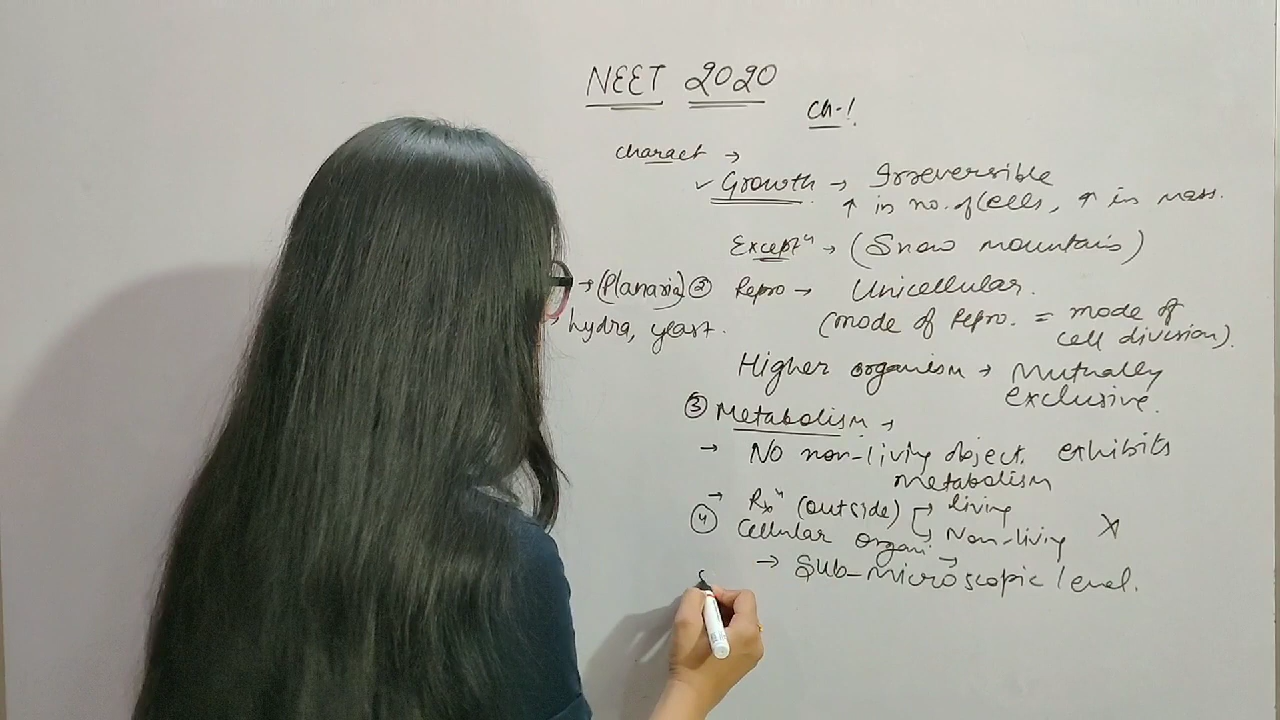 NEET 2020
Ch-1
charact →
✓ Growth → Irreversible
↑ in no. of cells, ↑ in mass.
Except^n → (Snow mountains)
→ (Planaria) ② Repro → Unicellular.
hydra, yeast. (mode of Repro. = mode of
cell division).
Higher organism → Mutually
exclusive.
③ Metabolism →
→ No non-living object. exhibits
metabolism
→ Rx^n (outside) → living
→ Non-living X
④ Cellular organi. →
→ Sub-microscopic level.